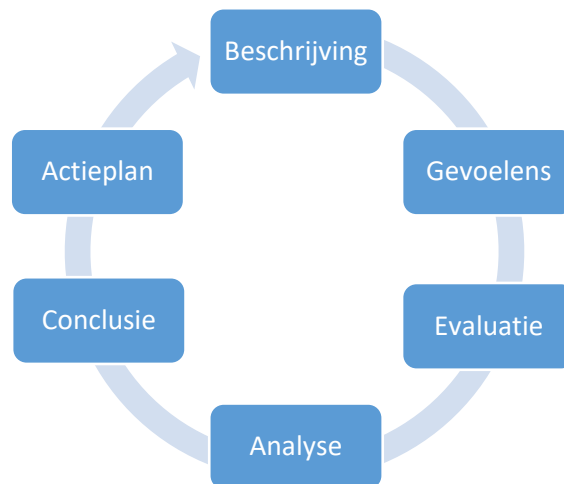 Beschrijving
Gevoelens
Evaluatie
Analyse
Conclusie
Actieplan